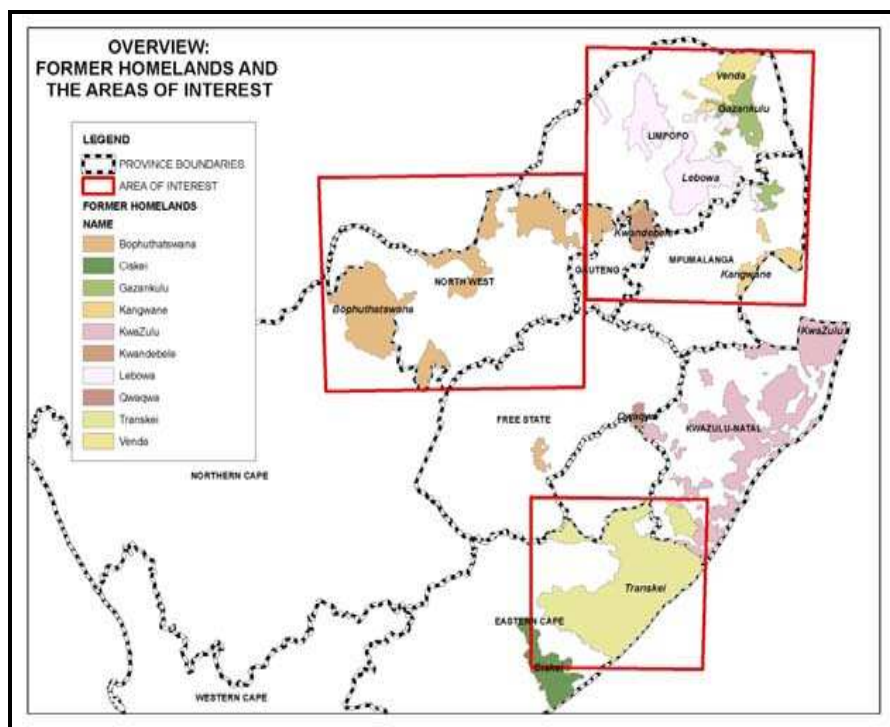 OVERVIEW:
FORMER HOMELANDS AND
THE AREAS OF INTEREST
LEGEND
PROVINCE BOUNDARIES
AREA OF INTEREST
FORMER HOMELANDS
NAME
Bophuthatswana
Ciskei
Gazankulu
Kangwane
KwaZulu
Kwandebele
Lebowa
Qwaqwa
Transkei
Venda
Venda
Gazankulu
LIMPOPO
Lebowa
Kwandebele
MPUMALANGA
GAUTENG
Kangwane
NORTH WEST
Bophuthatswana
KwaZulu
FREE STATE
Qwaqwa
KWAZULU-NATAL
NORTHERN CAPE
Transkei
EASTERN CAPE
Ciskei
WESTERN CAPE